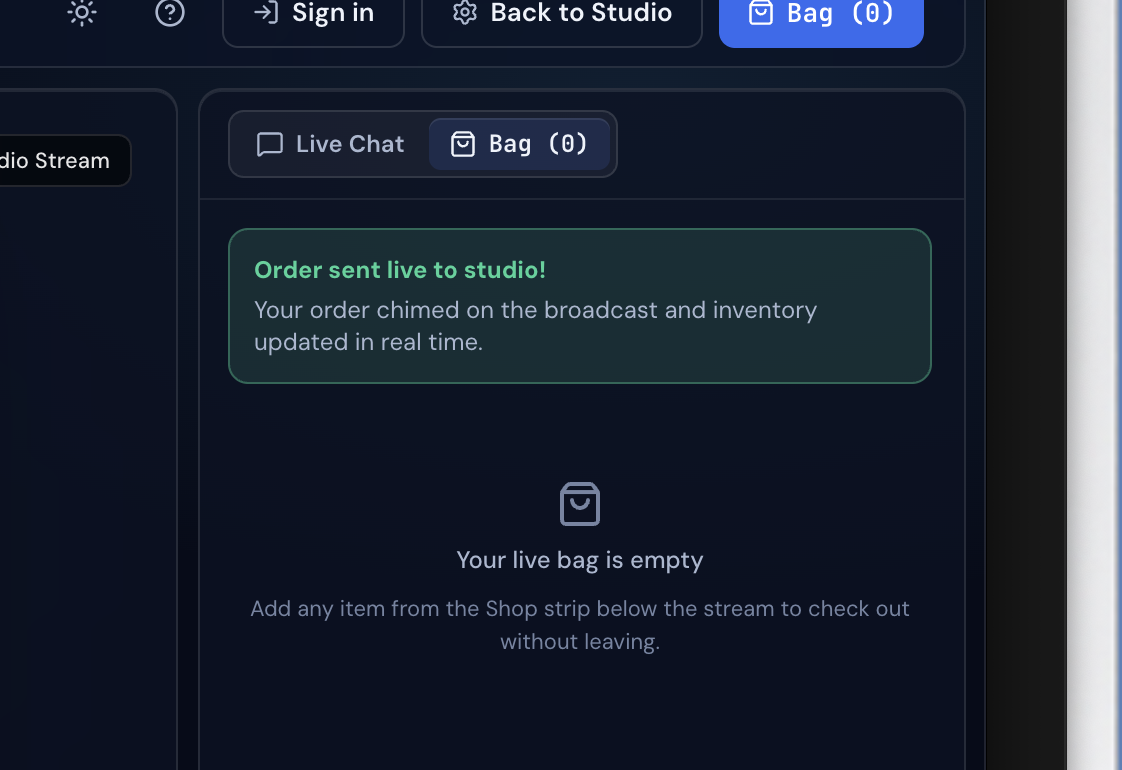 Sign in
Back to Studio
Bag (0)
dio Stream
Live Chat
Bag (0)
Order sent live to studio!
Your order chimed on the broadcast and inventory
updated in real time.
Your live bag is empty
Add any item from the Shop strip below the stream to check out
without leaving.